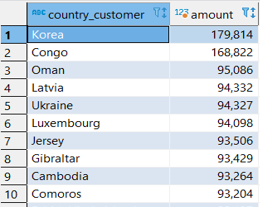 ABC country_customer 123 amount
1 Korea 179,814
2 Congo 168,822
3 Oman 95,086
4 Latvia 94,332
5 Ukraine 94,327
6 Luxembourg 94,098
7 Jersey 93,506
8 Gibraltar 93,429
9 Cambodia 93,264
10 Comoros 93,204